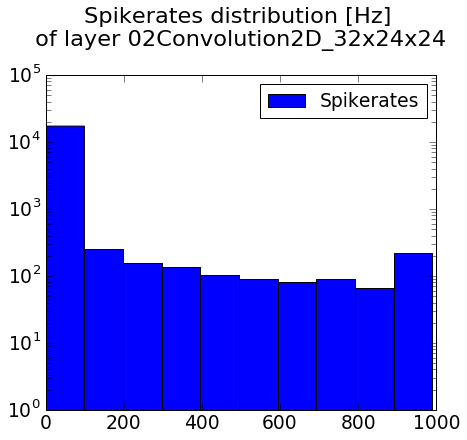 Spikerates distribution [Hz]
of layer 02Convolution2D_32x24x24
Spikerates
10^5
10^4
10^3
10^2
10^1
10^0
0 200 400 600 800 1000